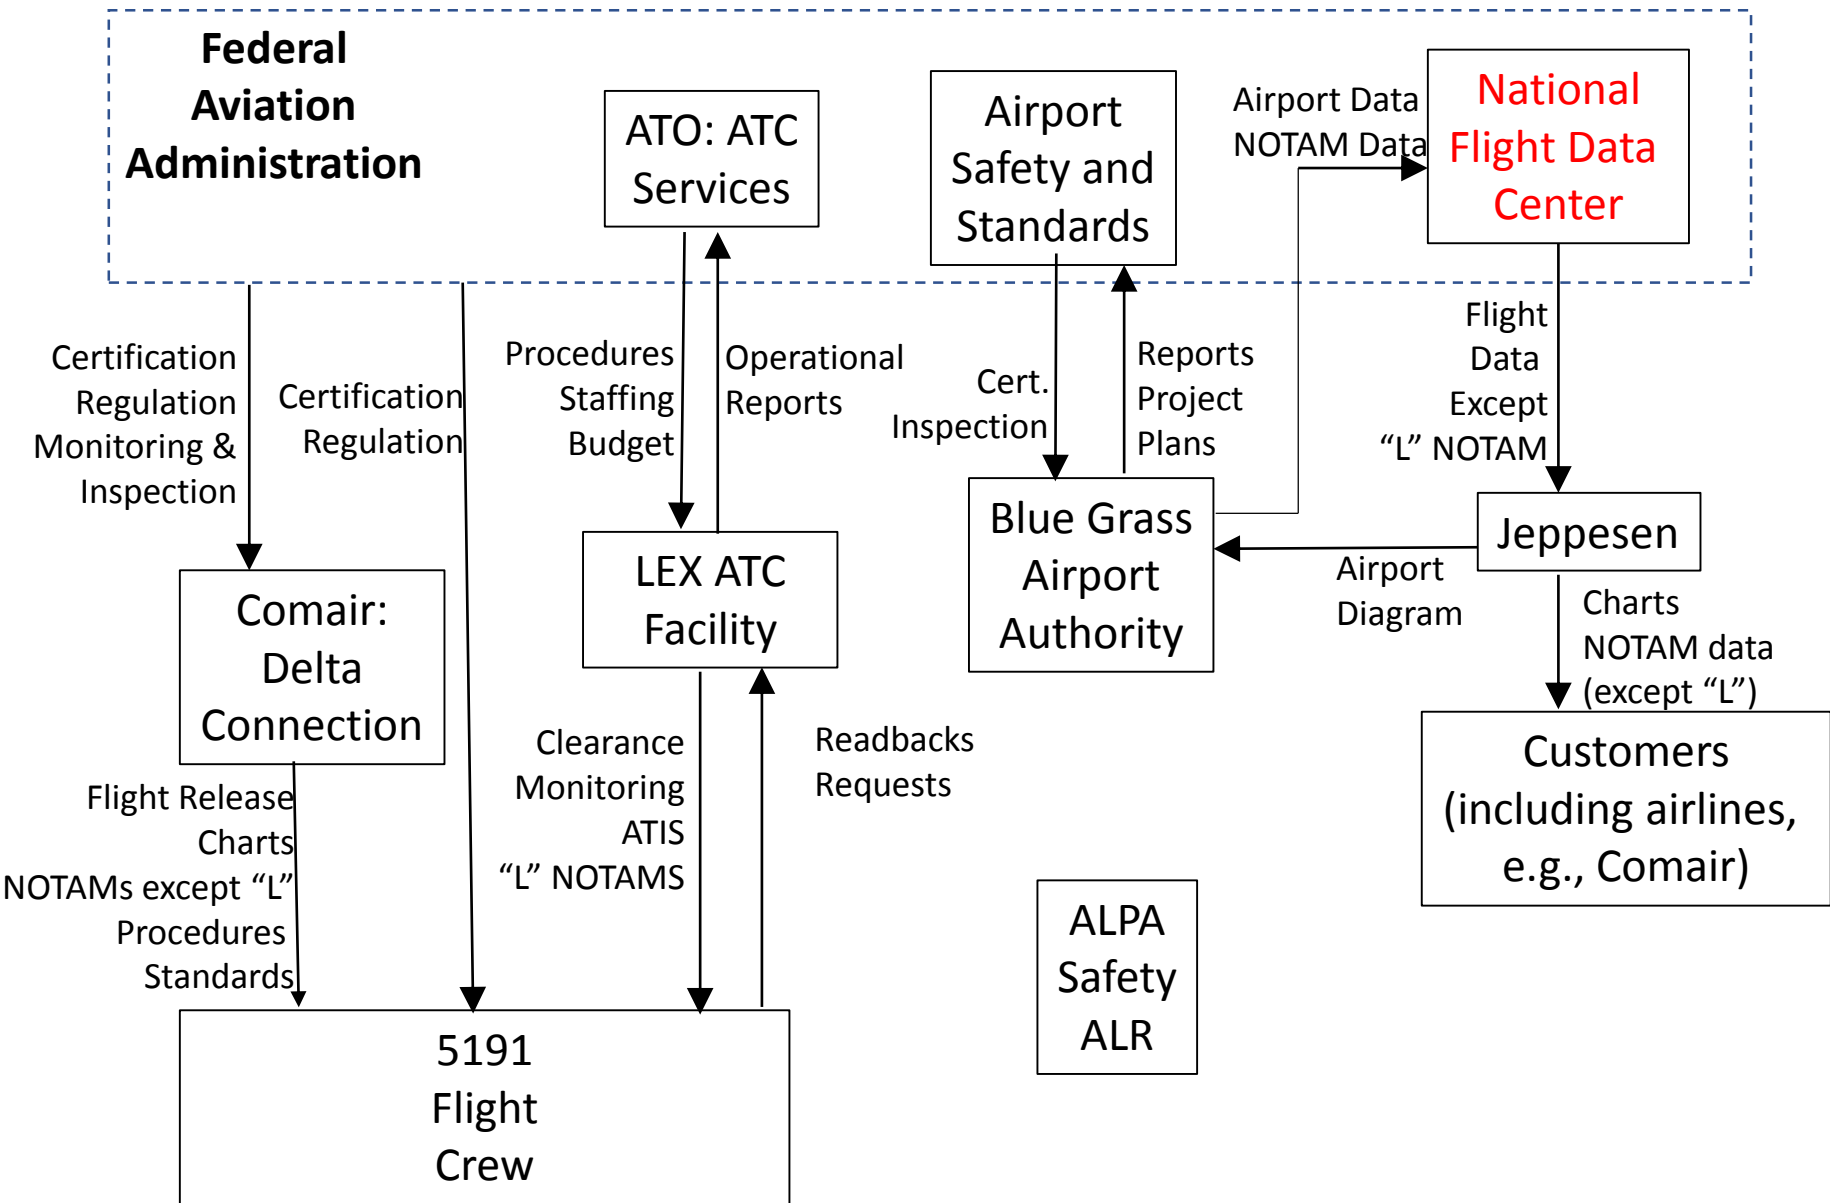 Federal
Aviation
Administration
ATO: ATC
Services
Airport
Safety and
Standards
Airport Data
NOTAM Data
National
Flight Data
Center
Certification
Regulation
Monitoring &
Inspection
Certification
Regulation
Procedures
Staffing
Budget
Operational
Reports
Cert.
Inspection
Reports
Project
Plans
Flight
Data
Except
“L” NOTAM
Comair:
Delta
Connection
LEX ATC
Facility
Blue Grass
Airport
Authority
Jeppesen
Airport
Diagram
Charts
NOTAM data
(except “L”)
Customers
(including airlines,
e.g., Comair)
Flight Release
Charts
NOTAMs except “L”
Procedures
Standards
Clearance
Monitoring
ATIS
“L” NOTAMS
Readbacks
Requests
ALPA
Safety
ALR
5191
Flight
Crew